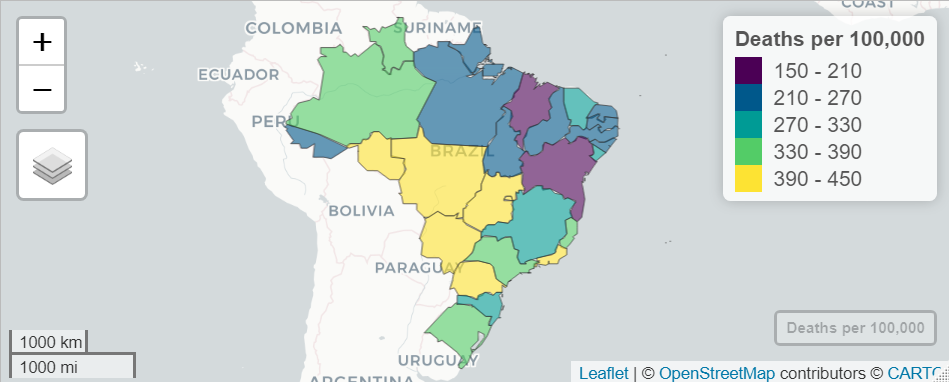 COAST
COLOMBIA
SURINAME
ECUADOR
PERU
BRAZIL
BOLIVIA
PARAGUAY
URUGUAY
ARGENTINA
+
−
Deaths per 100,000
150 - 210
210 - 270
270 - 330
330 - 390
390 - 450
1000 km
1000 mi
Deaths per 100,000
Leaflet | © OpenStreetMap contributors © CARTO